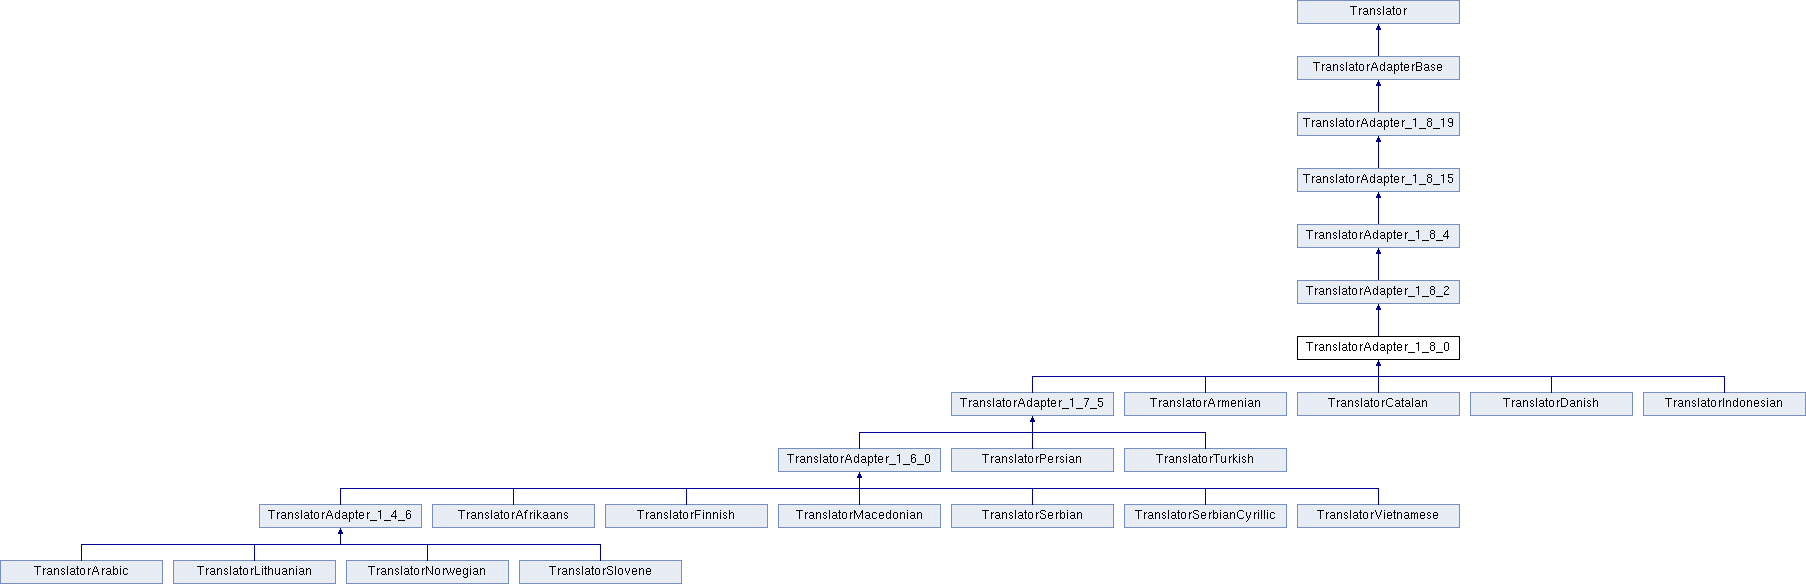 Translator
TranslatorAdapterBase
TranslatorAdapter_1_8_19
TranslatorAdapter_1_8_15
TranslatorAdapter_1_8_4
TranslatorAdapter_1_8_2
TranslatorAdapter_1_8_0
TranslatorAdapter_1_7_5 TranslatorArmenian TranslatorCatalan TranslatorDanish TranslatorIndonesian
TranslatorAdapter_1_6_0 TranslatorPersian TranslatorTurkish
TranslatorAdapter_1_4_6 TranslatorAfrikaans TranslatorFinnish TranslatorMacedonian TranslatorSerbian TranslatorSerbianCyrillic TranslatorVietnamese
TranslatorArabic TranslatorLithuanian TranslatorNorwegian TranslatorSlovene